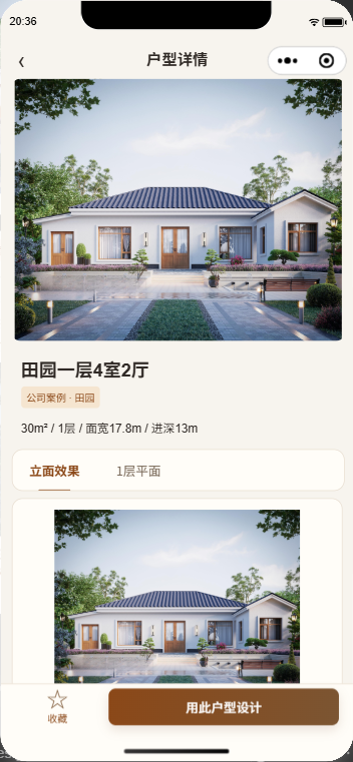 20:36
户型详情
田园一层4室2厅
公司案例 · 田园
30m² / 1层 / 面宽17.8m / 进深13m
立面效果 1层平面
收藏
用此户型设计